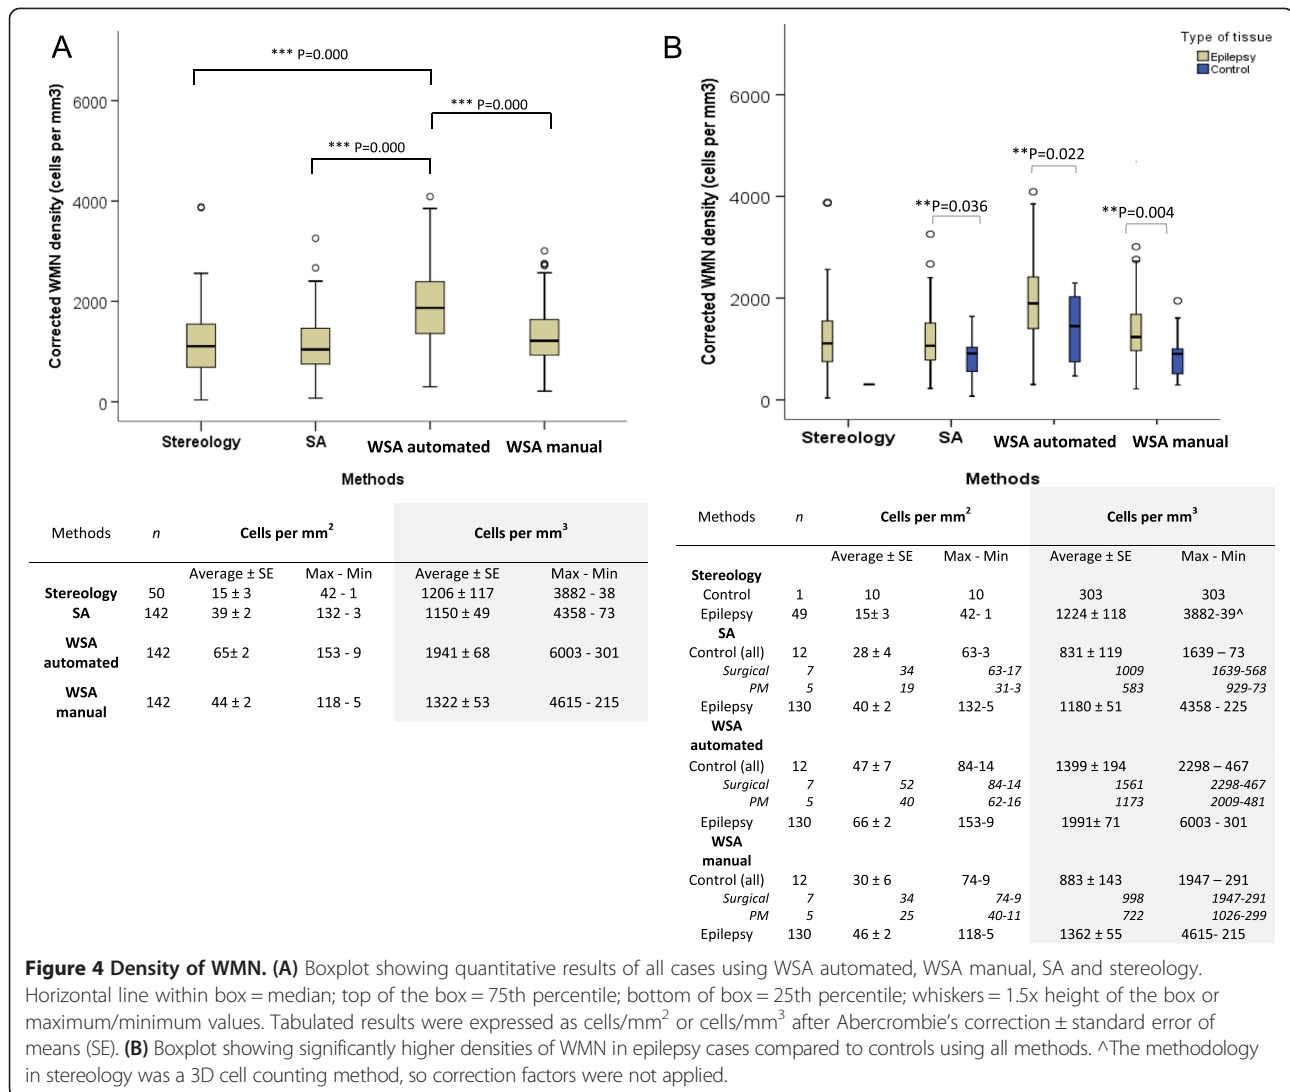 A
*** P=0.000
*** P=0.000
*** P=0.000
Corrected WMN density (cells per mm3)
6000
4000
2000
0
Stereology SA WSA automated WSA manual
Methods
B
Type of tissue
Epilepsy
Control
**P=0.022
**P=0.036
**P=0.004
Corrected WMN density (cells per mm3)
6000
4000
2000
0
Stereology SA WSA automated WSA manual
Methods
Methods n Cells per mm² Cells per mm³
Average ± SE Max - Min Average ± SE Max - Min
Stereology 50 15 ± 3 42 - 1 1206 ± 117 3882 - 38
SA 142 39 ± 2 132 - 3 1150 ± 49 4358 - 73
WSA
automated 142 65± 2 153 - 9 1941 ± 68 6003 - 301
WSA
manual 142 44 ± 2 118 - 5 1322 ± 53 4615 - 215
Methods n Cells per mm² Cells per mm³
Average ± SE Max - Min Average ± SE Max - Min
Stereology
Control 1 10 10 303 303
Epilepsy 49 15± 3 42- 1 1224 ± 118 3882-39^
SA
Control (all) 12 28 ± 4 63-3 831 ± 119 1639 – 73
Surgical 7 34 63-17 1009 1639-568
PM 5 19 31-3 583 929-73
Epilepsy 130 40 ± 2 132-5 1180 ± 51 4358 - 225
WSA
automated
Control (all) 12 47 ± 7 84-14 1399 ± 194 2298 – 467
Surgical 7 52 84-14 1561 2298-467
PM 5 40 62-16 1173 2009-481
Epilepsy 130 66 ± 2 153-9 1991± 71 6003 - 301
WSA
manual
Control (all) 12 30 ± 6 74-9 883 ± 143 1947 – 291
Surgical 7 34 74-9 998 1947-291
PM 5 25 40-11 722 1026-299
Epilepsy 130 46 ± 2 118-5 1362 ± 55 4615- 215
Figure 4 Density of WMN. (A) Boxplot showing quantitative results of all cases using WSA automated, WSA manual, SA and stereology.
Horizontal line within box = median; top of the box = 75th percentile; bottom of box = 25th percentile; whiskers = 1.5x height of the box or
maximum/minimum values. Tabulated results were expressed as cells/mm² or cells/mm³ after Abercrombie's correction ± standard error of
means (SE). (B) Boxplot showing significantly higher densities of WMN in epilepsy cases compared to controls using all methods. ^The methodology
in stereology was a 3D cell counting method, so correction factors were not applied.